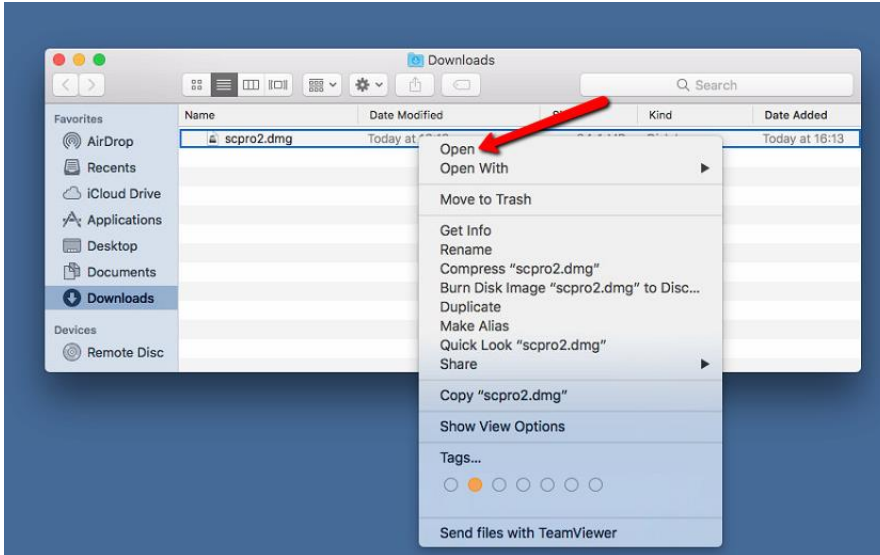 Downloads
Search
Favorites
AirDrop
Recents
iCloud Drive
Applications
Desktop
Documents
Downloads
Devices
Remote Disc
Name
Date Modified
Kind
Date Added
scpro2.dmg
Today at
Today at 16:13
Open
Open With
Move to Trash
Get Info
Rename
Compress “scpro2.dmg”
Burn Disk Image “scpro2.dmg” to Disc...
Duplicate
Make Alias
Quick Look “scpro2.dmg”
Share
Copy “scpro2.dmg”
Show View Options
Tags...
Send files with TeamViewer